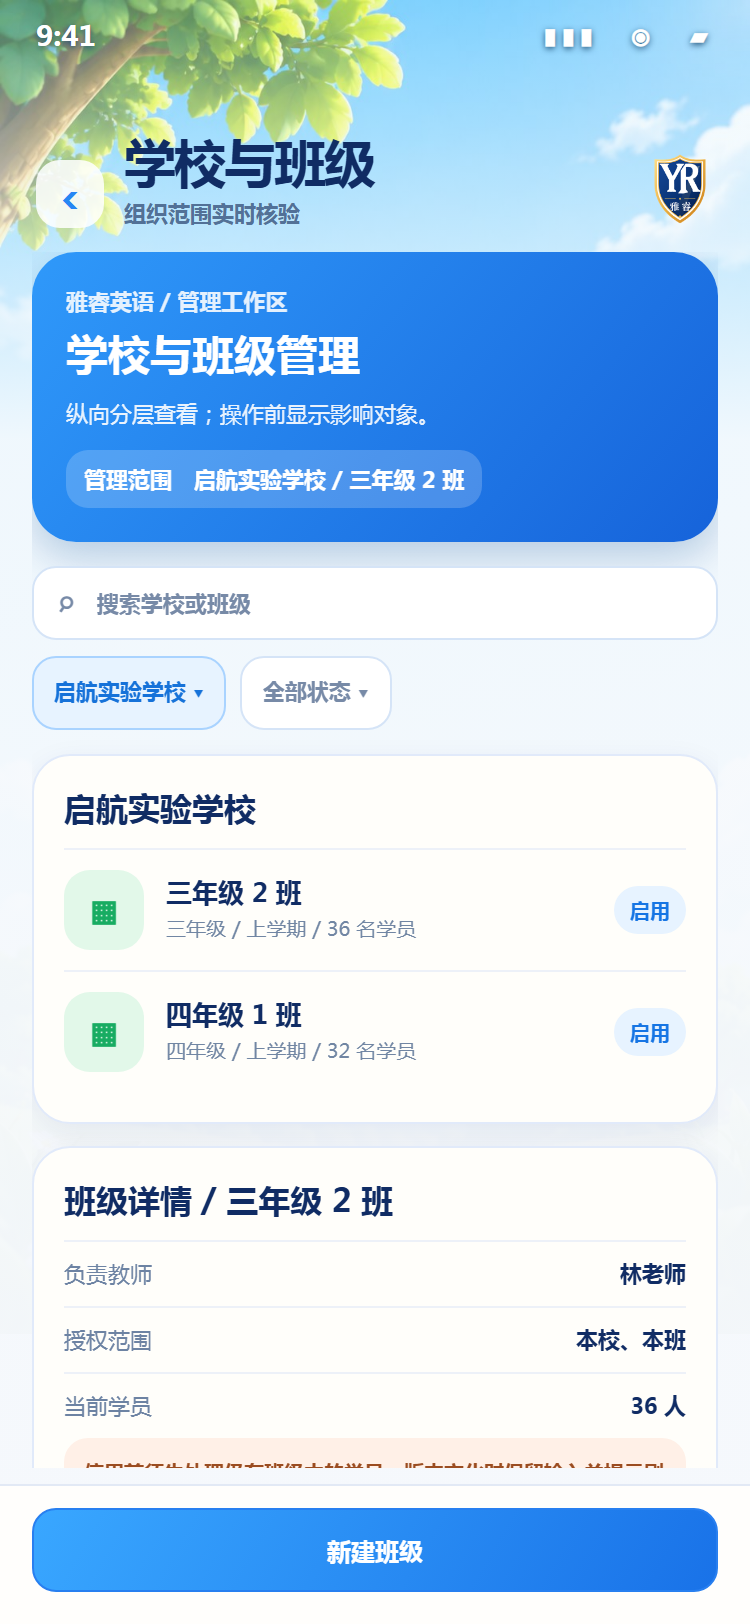 9:41
学校与班级
组织范围实时核验
YR
雅睿
雅睿英语 / 管理工作区
学校与班级管理
纵向分层查看；操作前显示影响对象。
管理范围 启航实验学校 / 三年级 2 班
搜索学校或班级
启航实验学校 ▾
全部状态 ▾
启航实验学校
三年级 2 班
三年级 / 上学期 / 36 名学员
启用
四年级 1 班
四年级 / 上学期 / 32 名学员
启用
班级详情 / 三年级 2 班
负责教师 林老师
授权范围 本校、本班
当前学员 36 人
新建班级